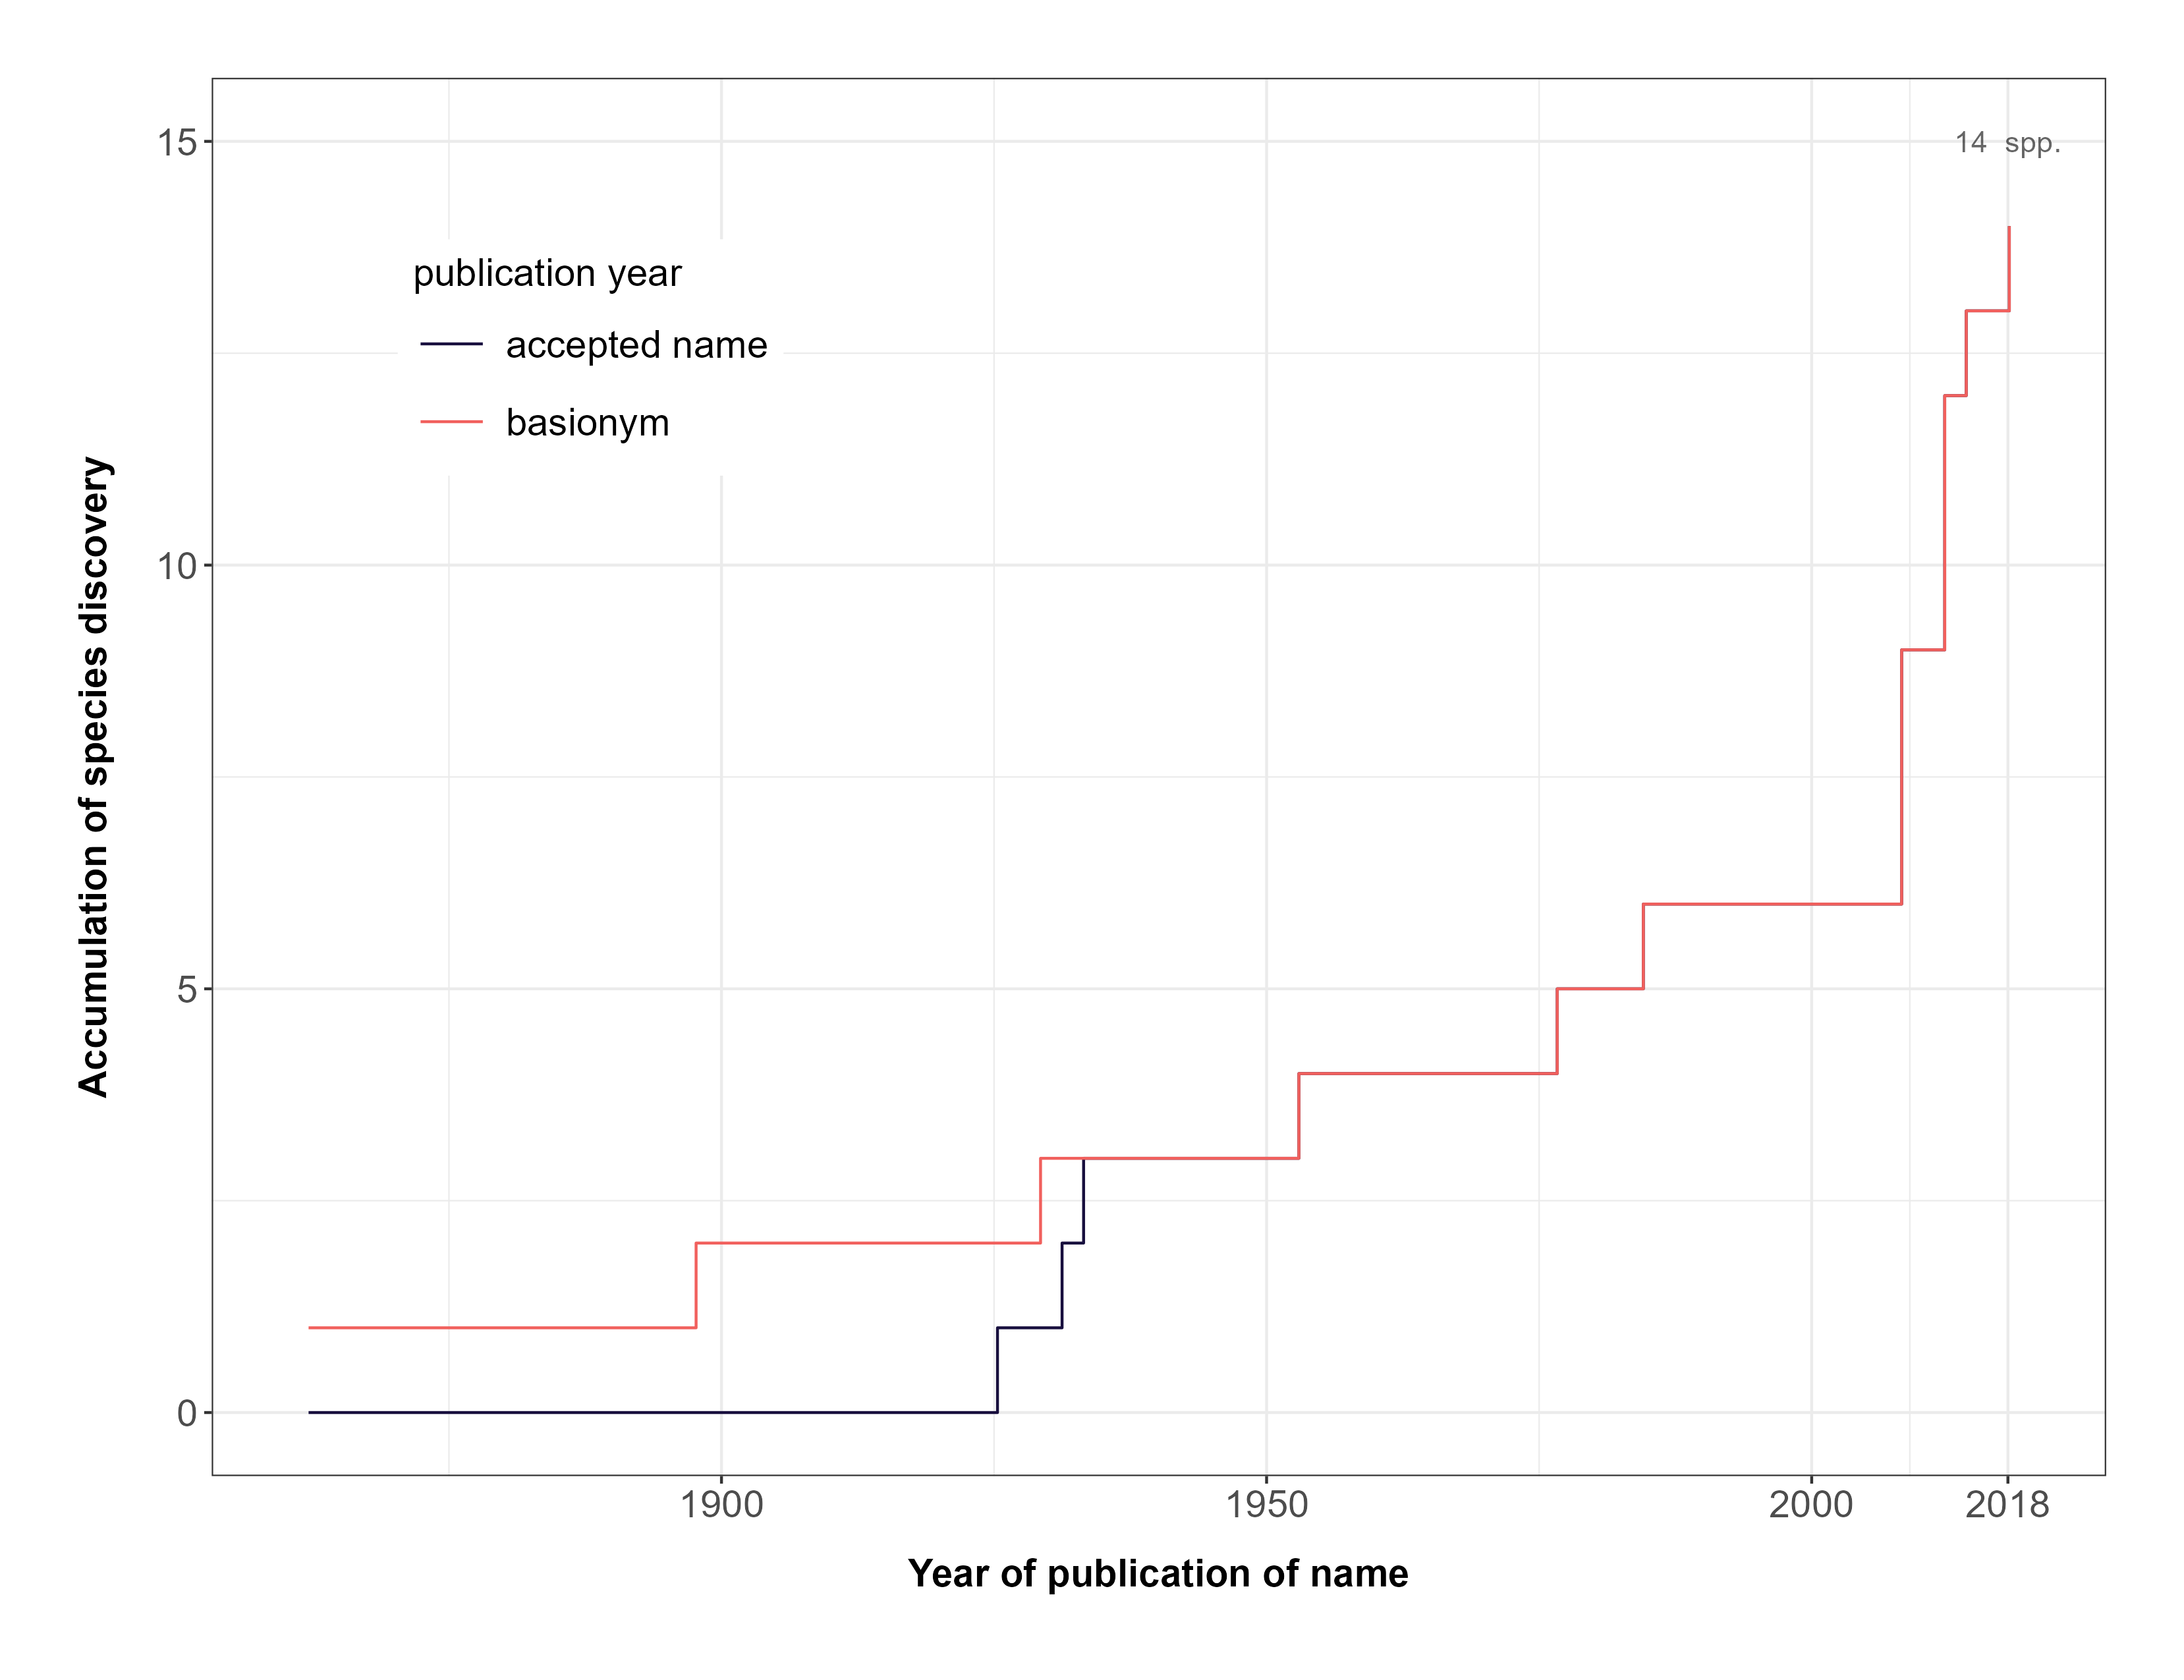 15
14 spp.
publication year
accepted name
basionym
10
5
0
Accumulation of species discovery
1900
1950
2000
2018
Year of publication of name